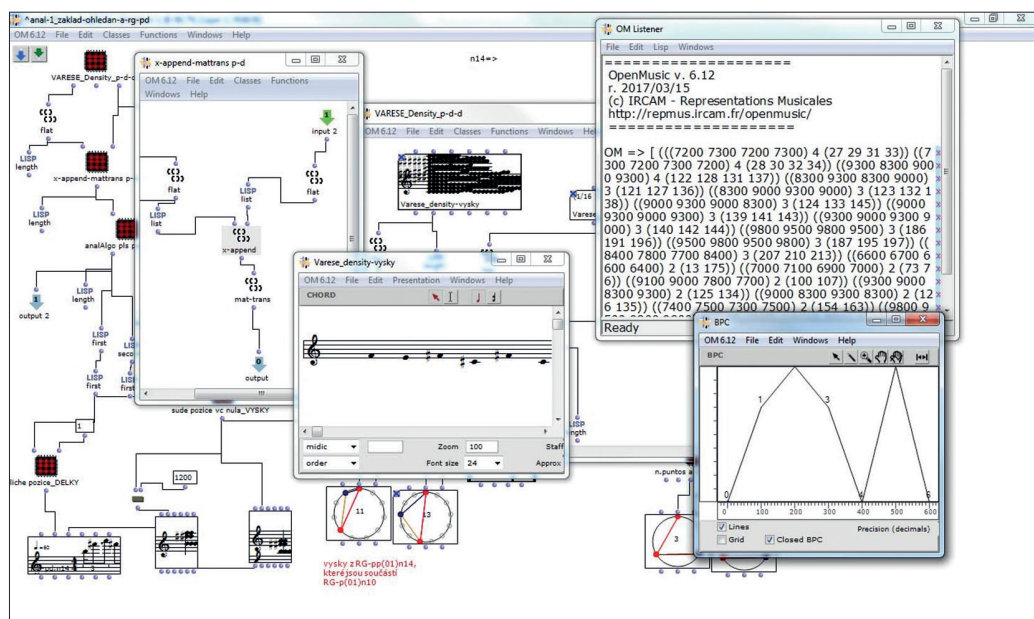 ^anal-1_zaklad-ohledan-a-rg-pd
OM 6.12 File Edit Classes Functions Windows Help
n14=>
VARESE_Density_p-d-d
flat
LISP
length
x-append-mattrans p-d
LISP
length
LISP
list
analAlgo pls p
1
output 2
LISP
length
LISP
first
LISP
first
LISP
first
1
liche pozice_DELKY
sude pozice vc nula_VYSKY
1200
x-append-mattrans p-d
OM 6.12 File Edit Classes Functions
Windows Help
1
input 2
flat
flat
LISP
list
LISP
list
x-append
mat-trans
0
output
VARESE_Density_p-d-d
OM 6.12 File Edit Classes Functions Windows Help
Varese_density-vysky
1/16
Varese_density-vysky
OM 6.12 File Edit Presentation Windows Help
CHORD
midic Zoom 100 Staff
order Font size 24 Approx
OM Listener
File Edit Lisp Windows
=====================
OpenMusic v. 6.12
r. 2017/03/15
(c) IRCAM - Representations Musicales
http://repmus.ircam.fr/openmusic/
=====================
OM => [ ((((7200 7300 7200 7300) 4 (27 29 31 33)) ((7
300 7200 7300 7200) 4 (28 30 32 34)) ((9300 8300 900
0 9300) 4 (122 128 131 137)) ((8300 9300 8300 9000)
3 (121 127 136)) ((8300 9000 9300 9000) 3 (123 132 1
38)) ((9000 9300 9000 8300) 3 (124 133 145)) ((9000
9300 9000 9300) 3 (139 141 143)) ((9300 9000 9300 9
000) 3 (140 142 144)) ((9800 9500 9800 9500) 3 (186
191 196)) ((9500 9800 9500 9800) 3 (187 195 197)) ((
8400 7800 7700 8400) 3 (207 210 213)) ((6600 6700 6
600 6400) 2 (13 175)) ((7000 7100 6900 7000) 2 (73 7
6)) ((9100 9000 7800 7700) 2 (100 107)) ((9300 9000
8300 9300) 2 (125 134)) ((9000 8300 9300 8300) 2 (12
6 135)) ((7400 7500 7300 7500) 2 (154 163)) ((9800 9
Ready
BPC
OM 6.12 File Edit Windows Help
BPC
0
1
3
4
6
0 100 200 300 400 500 600
Lines
Grid
Closed BPC
Precision (decimals)
11
13
3
vysky z RG-pp(01)n14,
kteréjsou součástí
RG-p(01)n10
LISP
n.puntos a